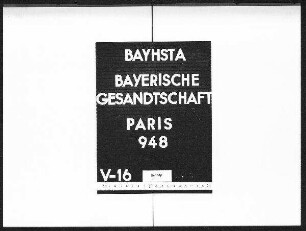 BAYHSTA
BAYERISCHE
GESANDTSCHAFT
PARIS
948
V-16